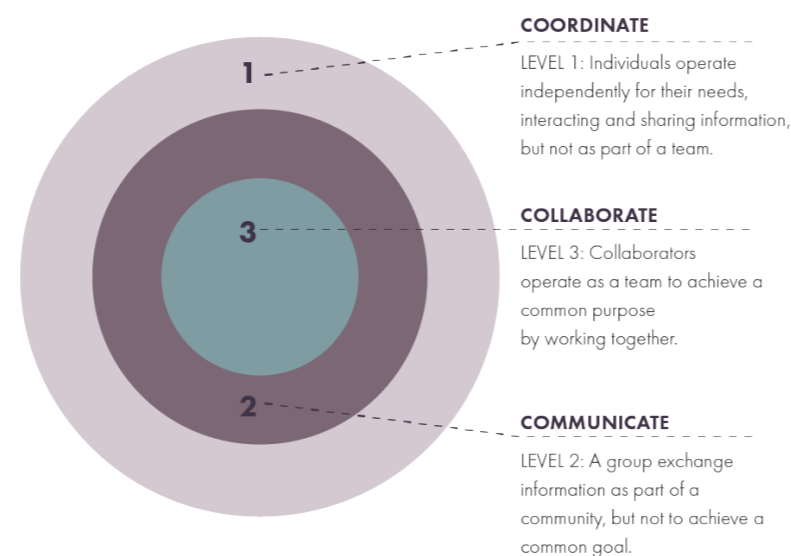 COORDINATE
1
LEVEL 1: Individuals operate
independently for their needs,
interacting and sharing information,
but not as part of a team.
COLLABORATE
3
LEVEL 3: Collaborators
operate as a team to achieve a
common purpose
by working together.
2
COMMUNICATE
LEVEL 2: A group exchange
information as part of a
community, but not to achieve a
common goal.